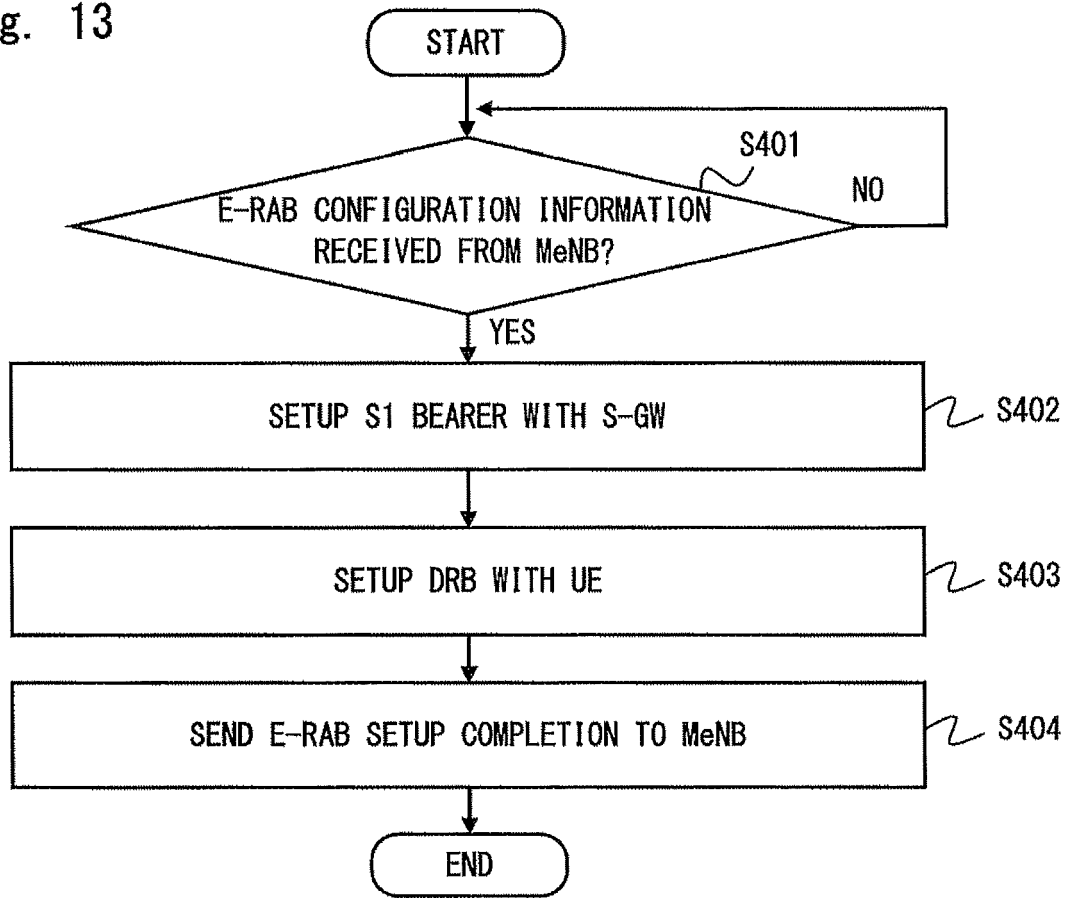 g. 13
START
S401
NO
E-RAB CONFIGURATION INFORMATION
RECEIVED FROM MeNB?
YES
SETUP S1 BEARER WITH S-GW
S402
SETUP DRB WITH UE
S403
SEND E-RAB SETUP COMPLETION TO MeNB
S404
END